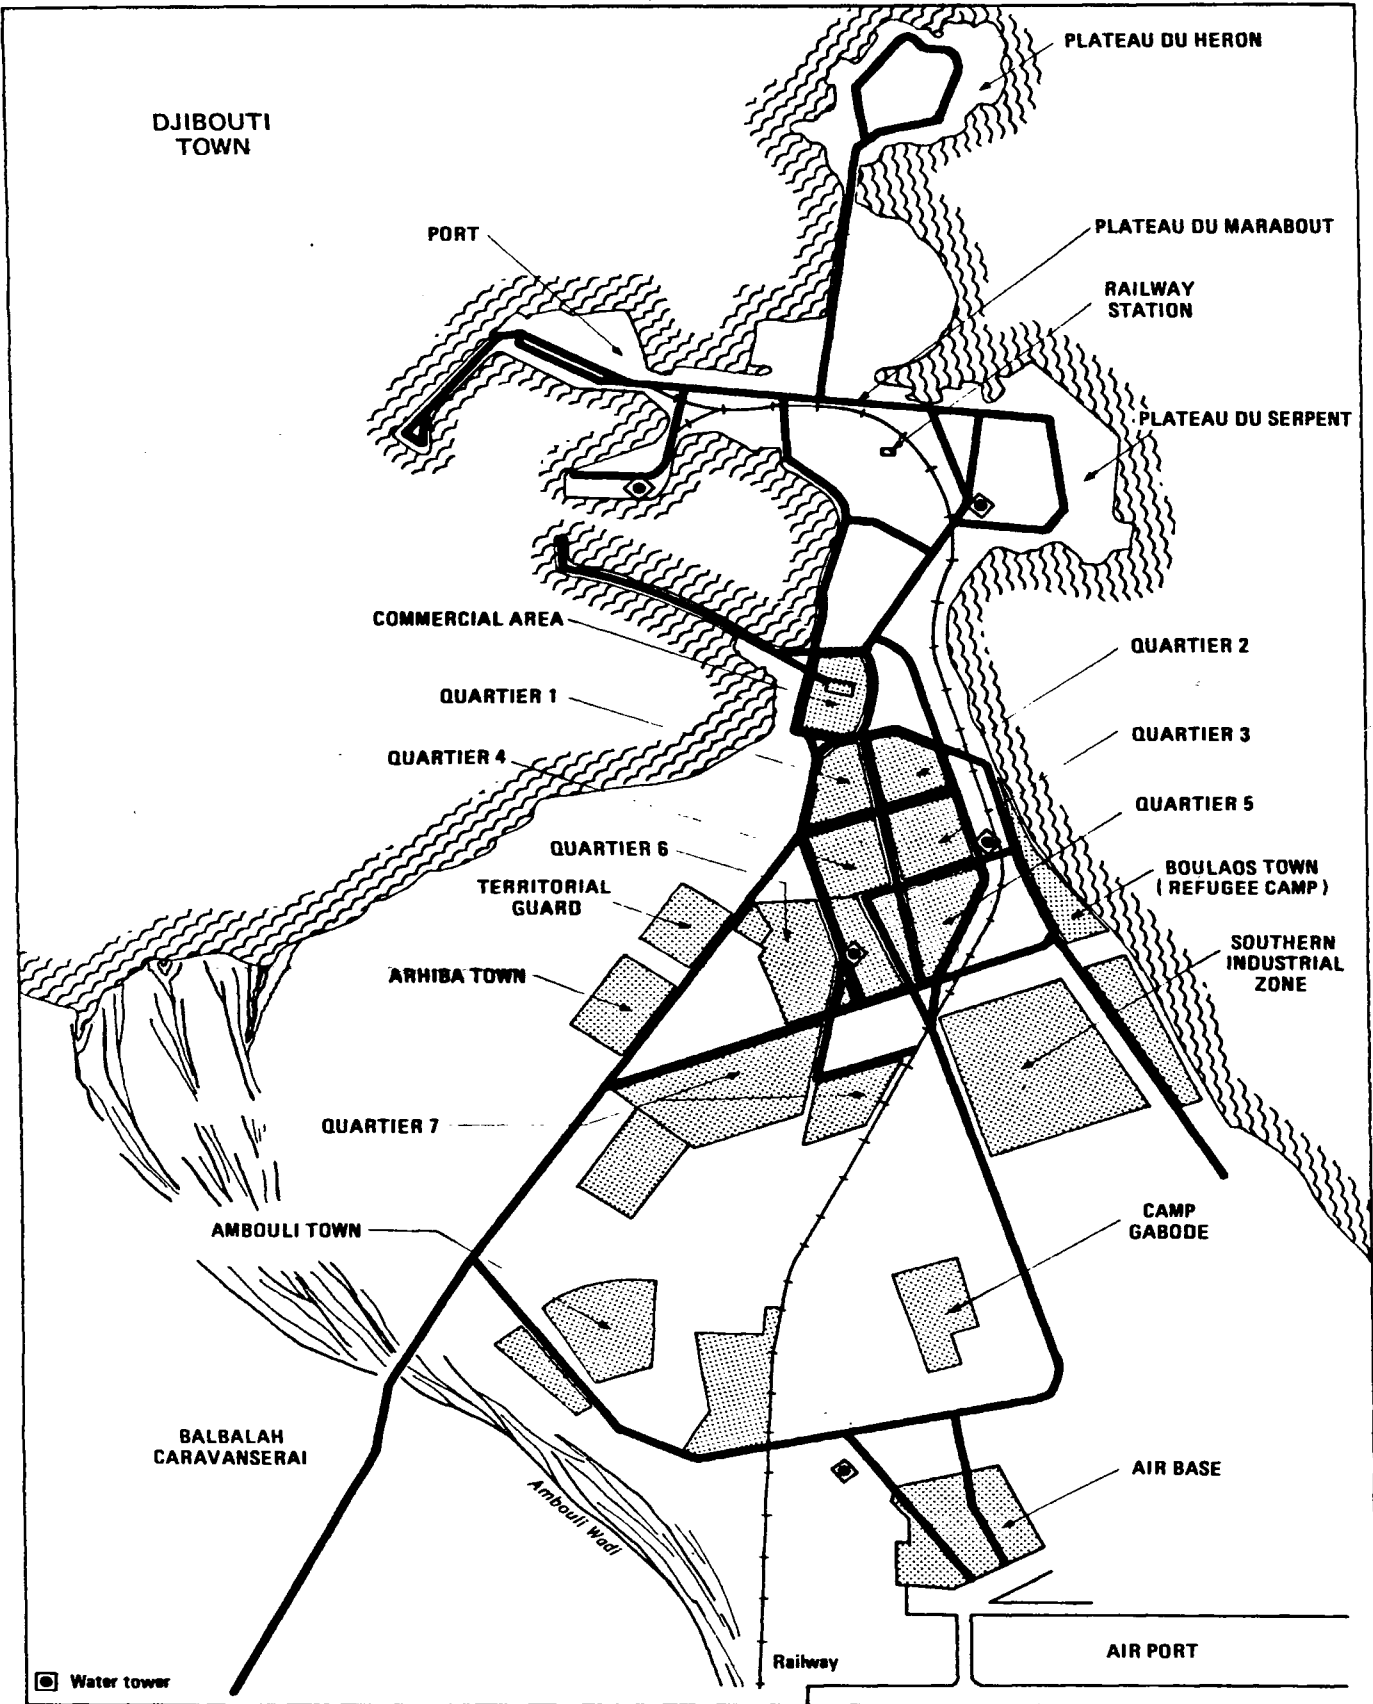 PLATEAU DU HERON
DJIBOUTI
TOWN
PLATEAU DU MARABOUT
PORT
RAILWAY
STATION
PLATEAU DU SERPENT
COMMERCIAL AREA
QUARTIER 2
QUARTIER 1
QUARTIER 3
QUARTIER 4
QUARTIER 5
QUARTIER 6
BOULAOS TOWN
( REFUGEE CAMP )
TERRITORIAL
GUARD
SOUTHERN
INDUSTRIAL
ZONE
ARHIBA TOWN
QUARTIER 7
CAMP
GABODE
AMBOULI TOWN
BALBALAH
CARAVANSERAI
AIR BASE
Ambouli Wadi
AIR PORT
Railway
Water tower